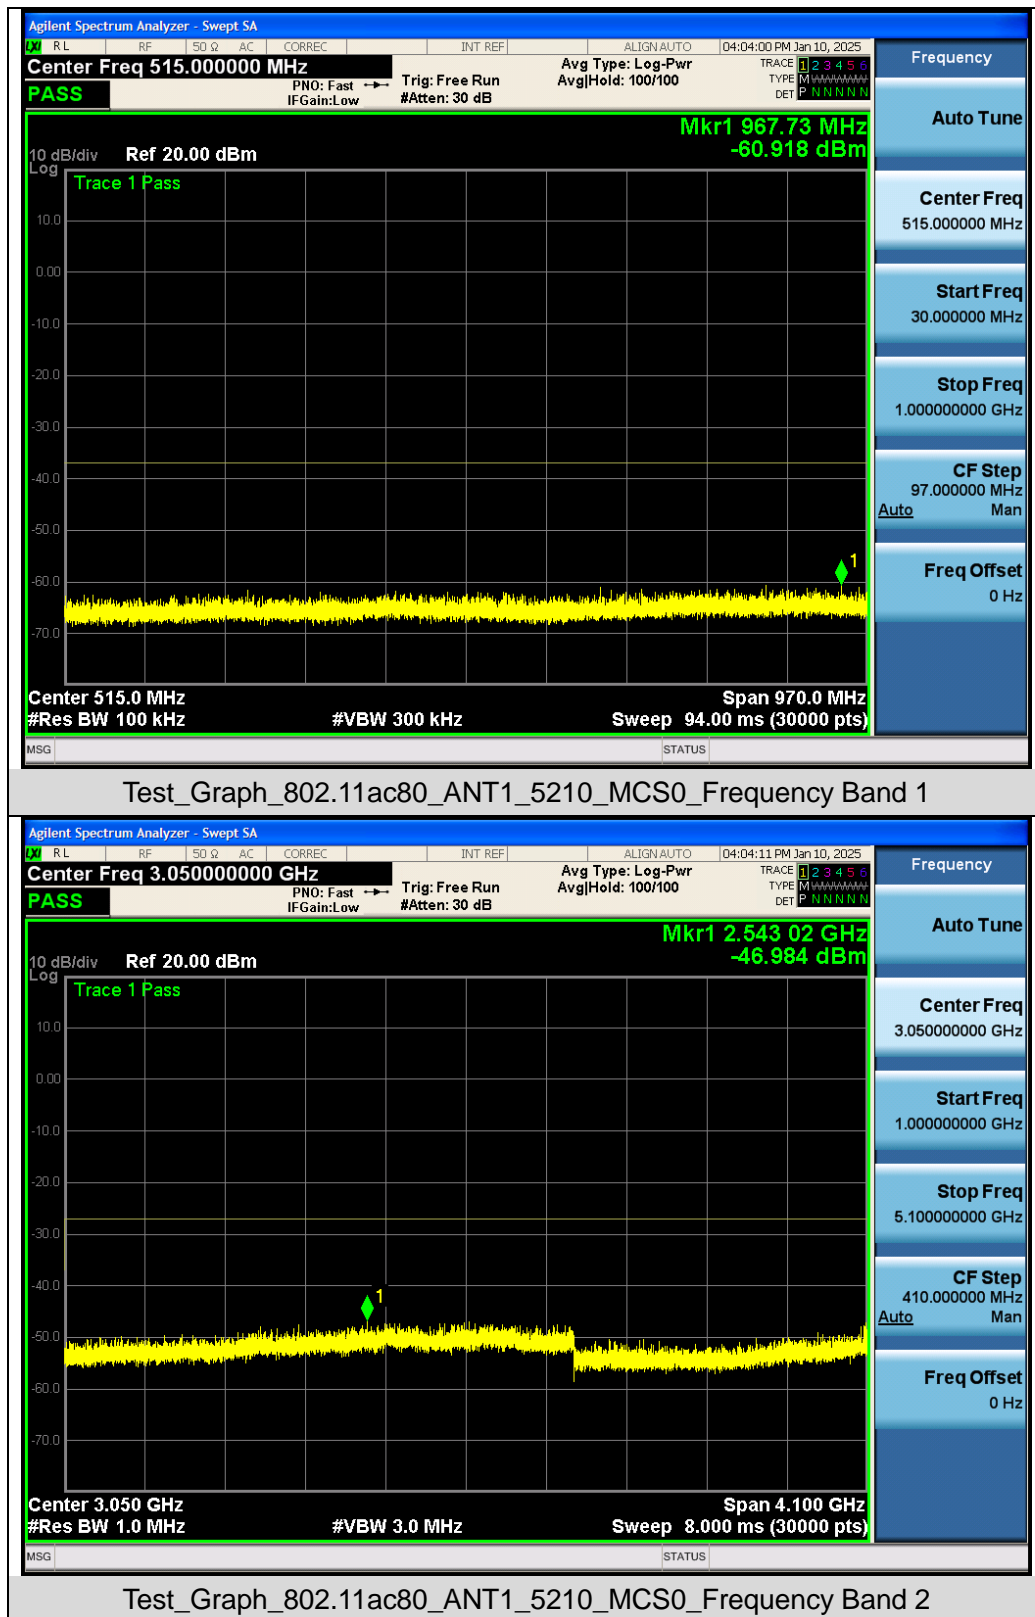 Agilent Spectrum Analyzer - Swept SA
LXI RL RF 50 Ω AC CORREC INT REF ALIGN AUTO 04:04:00 PM Jan 10, 2025
Center Freq 515.000000 MHz
PASS
PNO: Fast
IFGain:Low
Trig: Free Run
#Atten: 30 dB
Avg Type: Log-Pwr
Avg|Hold: 100/100
TRACE 1 2 3 4 5 6
TYPE M WWWWW
DET P N N N N N
Mkr1 967.73 MHz
-60.918 dBm
10 dB/div Ref 20.00 dBm
Log
Trace 1 Pass
10.0
0.00
-10.0
-20.0
-30.0
-40.0
-50.0
-60.0
-70.0
1
Center 515.0 MHz Span 970.0 MHz
#Res BW 100 kHz #VBW 300 kHz Sweep 94.00 ms (30000 pts)
MSG STATUS
Frequency
Auto Tune
Center Freq
515.000000 MHz
Start Freq
30.000000 MHz
Stop Freq
1.000000000 GHz
CF Step
97.000000 MHz
Auto Man
Freq Offset
0 Hz
Test_Graph_802.11ac80_ANT1_5210_MCS0_Frequency Band 1
Agilent Spectrum Analyzer - Swept SA
LXI RL RF 50 Ω AC CORREC INT REF ALIGN AUTO 04:04:11 PM Jan 10, 2025
Center Freq 3.050000000 GHz
PASS
PNO: Fast
IFGain:Low
Trig: Free Run
#Atten: 30 dB
Avg Type: Log-Pwr
Avg|Hold: 100/100
TRACE 1 2 3 4 5 6
TYPE M WWWWW
DET P N N N N N
Mkr1 2.543 02 GHz
-46.984 dBm
10 dB/div Ref 20.00 dBm
Log
Trace 1 Pass
10.0
0.00
-10.0
-20.0
-30.0
-40.0
-50.0
-60.0
-70.0
1
Center 3.050 GHz Span 4.100 GHz
#Res BW 1.0 MHz #VBW 3.0 MHz Sweep 8.000 ms (30000 pts)
MSG STATUS
Frequency
Auto Tune
Center Freq
3.050000000 GHz
Start Freq
1.000000000 GHz
Stop Freq
5.100000000 GHz
CF Step
410.000000 MHz
Auto Man
Freq Offset
0 Hz
Test_Graph_802.11ac80_ANT1_5210_MCS0_Frequency Band 2